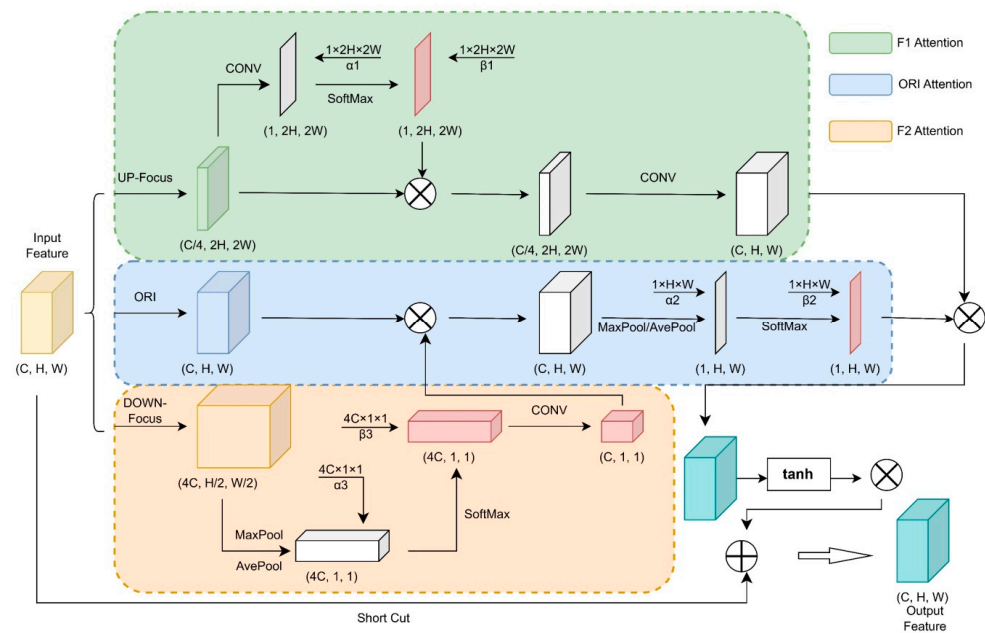 1×2H×2W
α1
1×2H×2W
β1
CONV
SoftMax
(1, 2H, 2W)
(1, 2H, 2W)
F1 Attention
ORI Attention
F2 Attention
UP-Focus
CONV
(C/4, 2H, 2W)
(C/4, 2H, 2W)
(C, H, W)
Input
Feature
(C, H, W)
ORI
(C, H, W)
(C, H, W)
1×H×W
α2
MaxPool/AvePool
(1, H, W)
1×H×W
β2
SoftMax
(1, H, W)
DOWN-
Focus
(4C, H/2, W/2)
4C×1×1
β3
(4C, 1, 1)
CONV
(C, 1, 1)
4C×1×1
α3
SoftMax
MaxPool
AvePool
(4C, 1, 1)
tanh
(C, H, W)
Output
Feature
Short Cut